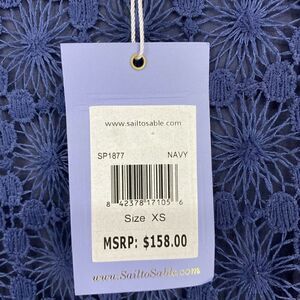 www.sailtosable.com
SP1877 NAVY
8 42378 17105 6
Size XS
MSRP: $158.00
www.SailtoSable.com